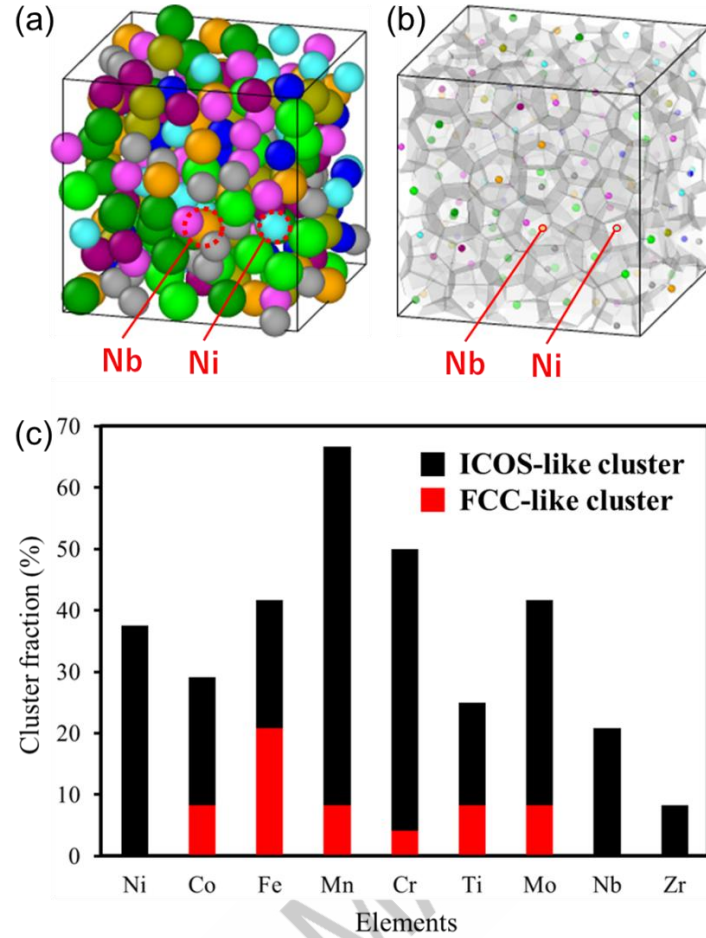 (a)
(b)
Nb
Ni
Nb
Ni
(c)
70
60
50
40
30
20
10
0
Cluster fraction (%)
ICOS-like cluster
FCC-like cluster
Ni Co Fe Mn Cr Ti Mo Nb Zr
Elements